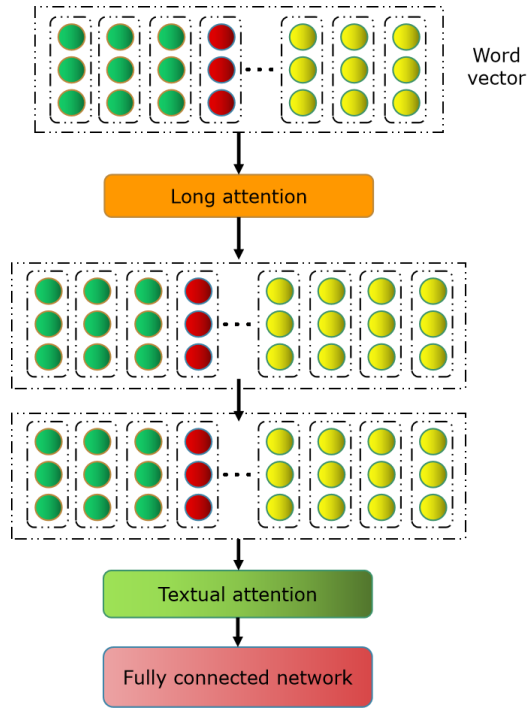 Word
vector
Long attention
Textual attention
Fully connected network